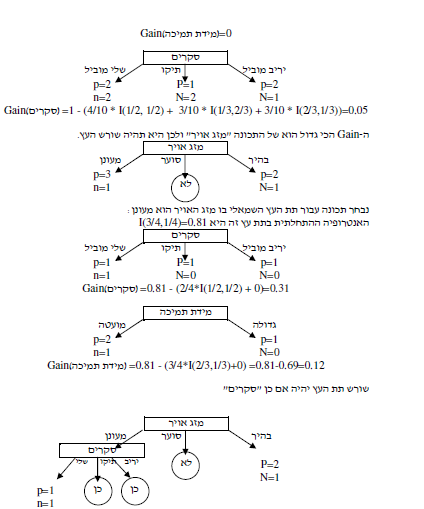 Gain(מידת תמיכה)=0
סקרים
שלי מוביל תיקו יריב מוביל
p=2 P=1 p=2
n=2 N=2 N=1
Gain(סקרים) =1 - (4/10 * I(1/2, 1/2) + 3/10 * I(1/3,2/3) + 3/10 * I(2/3,1/3))=0.05
ה-Gain הכי גדול הוא של התכונה "מזג אויר" ולכן היא תהיה שורש העץ.
מזג אויר
מעונן סוער בהיר
p=3 לא p=2
n=1 N=1
נבחר תכונה עבור תת העץ השמאלי בו מזג האויר הוא מעונן :
האנטרופיה ההתחלתית בתת עץ זה היא I(3/4,1/4)=0.81
סקרים
שלי מוביל תיקו יריב מוביל
p=1 P=1 p=1
n=1 N=0 N=0
Gain(סקרים) =0.81 - (2/4*I(1/2,1/2) + 0)=0.31
מידת תמיכה
מועטה גדולה
p=2 p=1
n=1 N=0
Gain(מידת תמיכה) =0.81 - (3/4*I(2/3,1/3)+0) =0.81-0.69=0.12
שורש תת העץ יהיה אם כן "סקרים"
מזג אויר
מעונן סוער בהיר
סקרים
שלי תיקו יריב לא P=2
N=1
p=1 כן כן
n=1